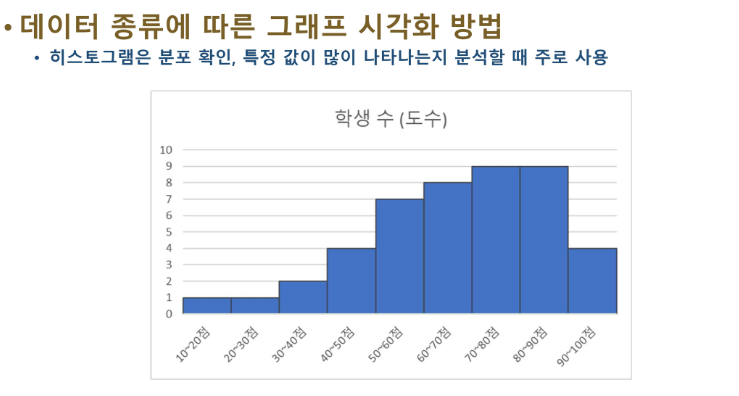 • 데이터 종류에 따른 그래프 시각화 방법
• 히스토그램은 분포 확인, 특정 값이 많이 나타나는지 분석할 때 주로 사용
학생 수 (도수)
10
9
8
7
6
5
4
3
2
1
0
10~20점 20~30점 30~40점 40~50점 50~60점 60~70점 70~80점 80~90점 90~100점